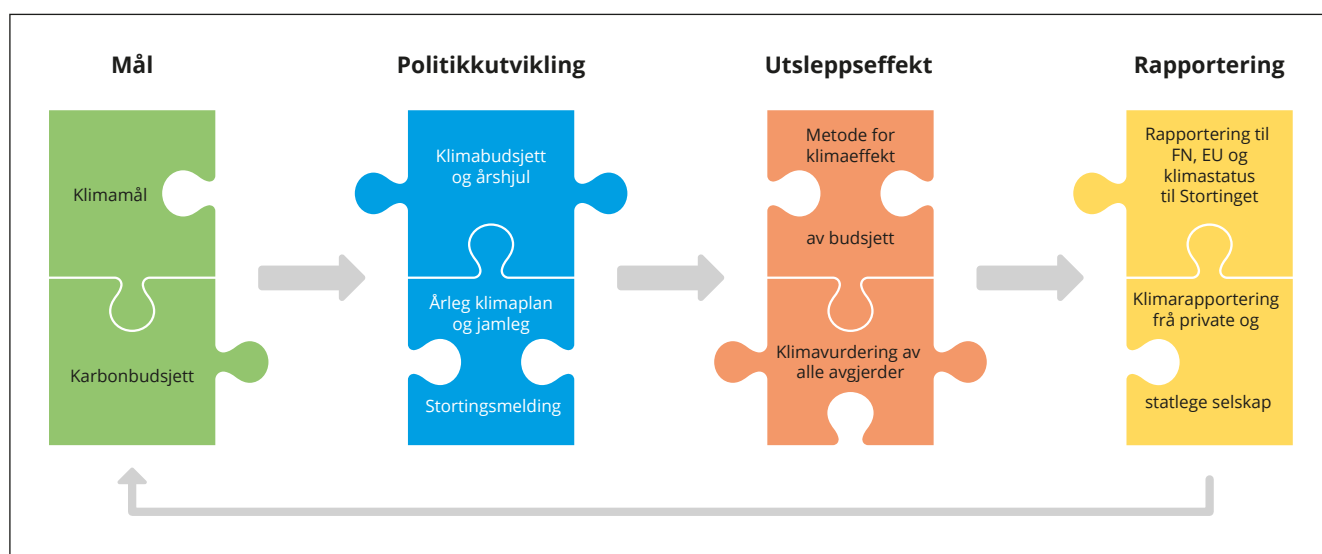 Mål
Klimamål
Karbonbudsjett
Politikkutvikling
Klimabudsjett
og årshjul
Årleg klimaplan
og jamleg
Stortingsmelding
Utsleppseffekt
Metode for
klimaeffekt
av budsjett
Klimavurdering av
alle avgjerder
Rapportering
Rapportering til
FN, EU og
klimastatus
til Stortinget
Klimarapportering
frå private og
statlege selskap